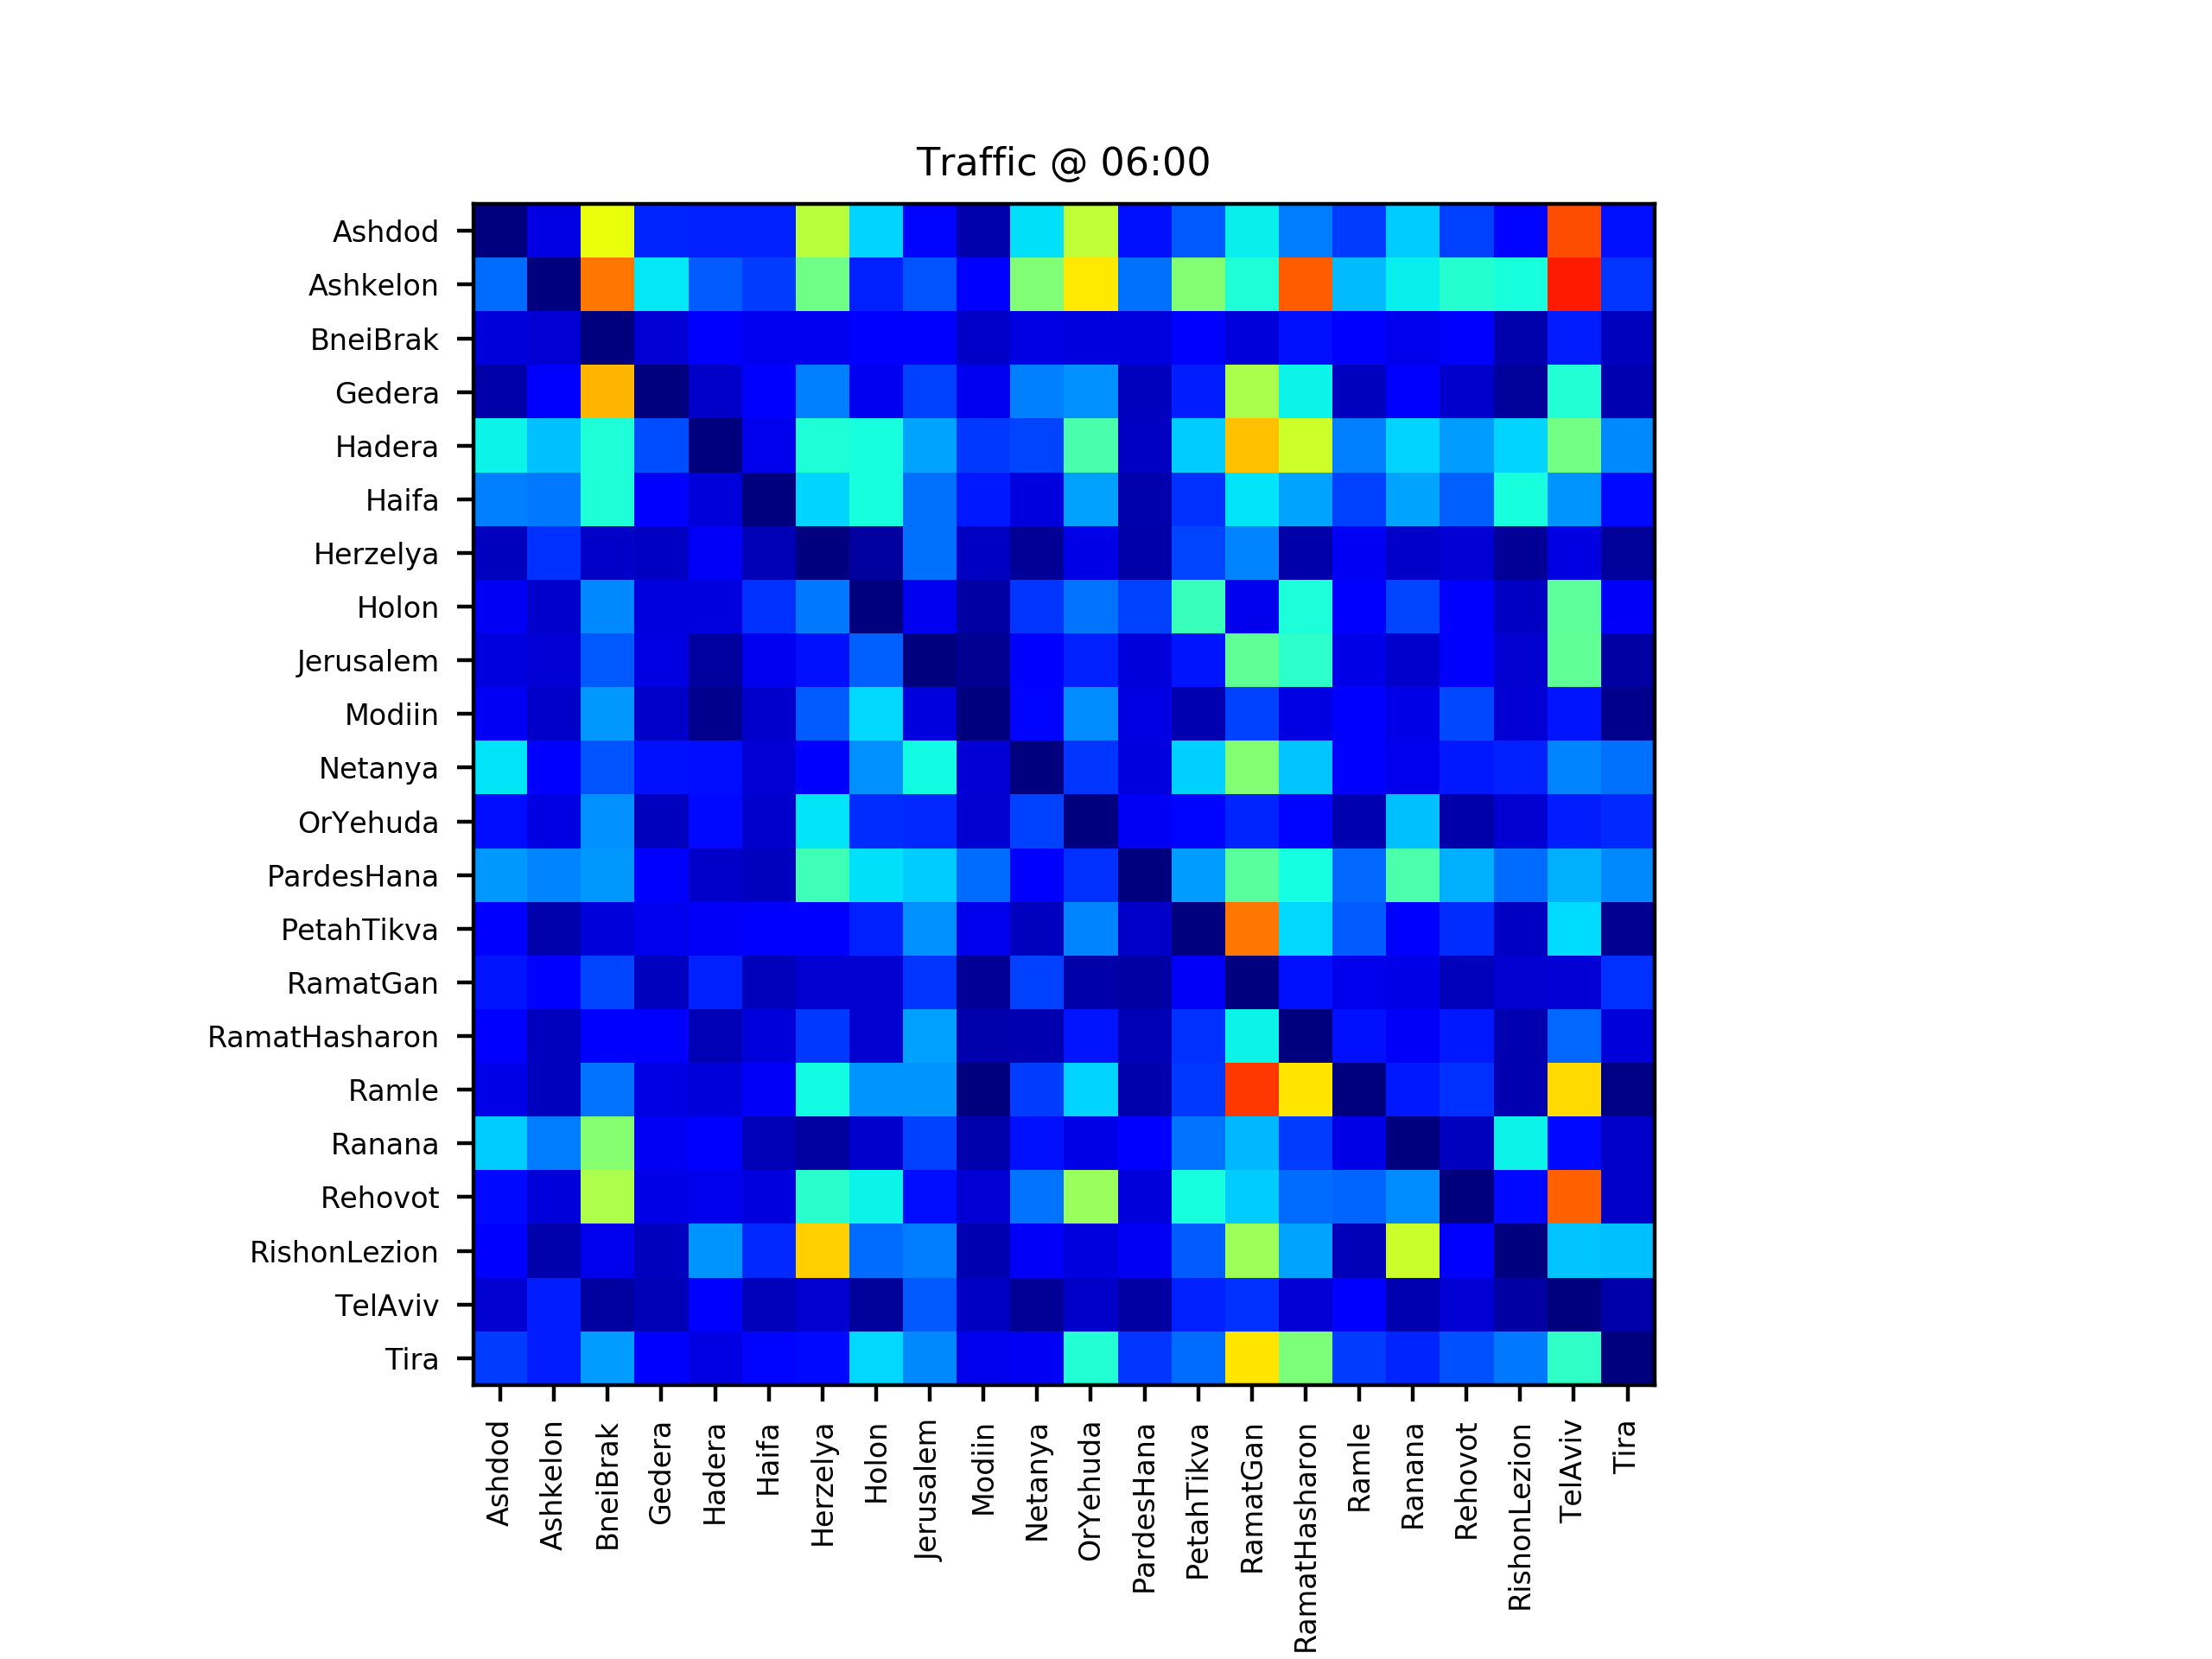 Traffic @ 06:00
Ashdod
Ashkelon
BneiBrak
Gedera
Hadera
Haifa
Herzelya
Holon
Jerusalem
Modiin
Netanya
OrYehuda
PardesHana
PetahTikva
RamatGan
RamatHasharon
Ramle
Ranana
Rehovot
RishonLezion
TelAviv
Tira
Ashdod
Ashkelon
BneiBrak
Gedera
Hadera
Haifa
Herzelya
Holon
Jerusalem
Modiin
Netanya
OrYehuda
PardesHana
PetahTikva
RamatGan
RamatHasharon
Ramle
Ranana
Rehovot
RishonLezion
TelAviv
Tira